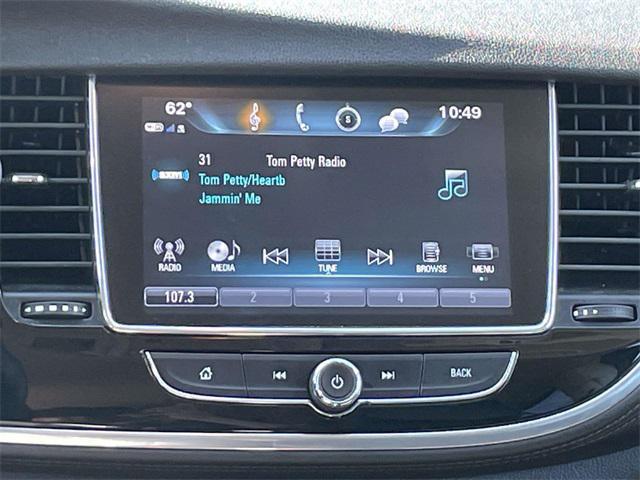 62°
10:49
S
31 Tom Petty Radio
((SXM))
Tom Petty/Heartb
Jammin' Me
RADIO MEDIA TUNE BROWSE MENU
107.3 2 3 4 5
BACK